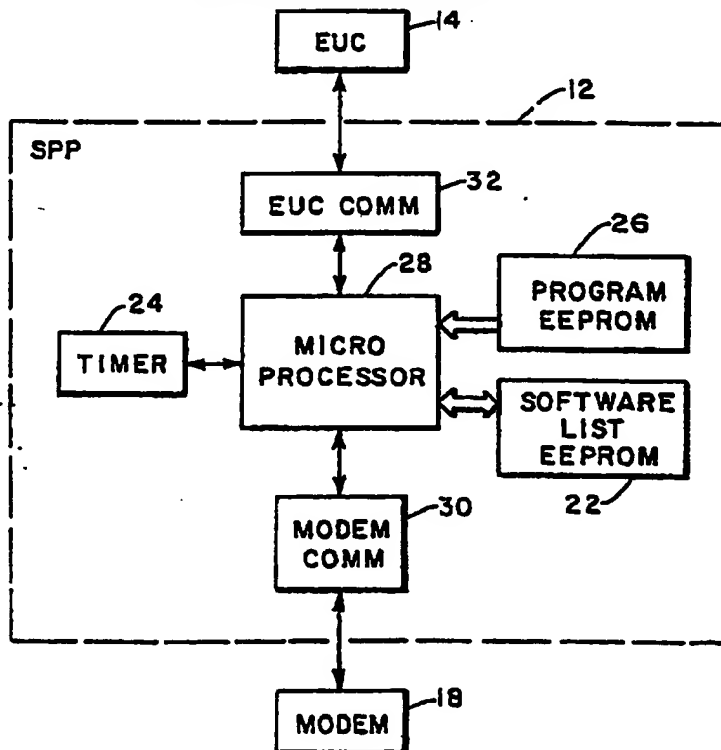 14
EUC
12
SPP
32
EUC COMM
26
28
PROGRAM
EEPROM
24
TIMER
MICRO
PROCESSOR
SOFTWARE
LIST
EEPROM
22
30
MODEM
COMM
18
MODEM